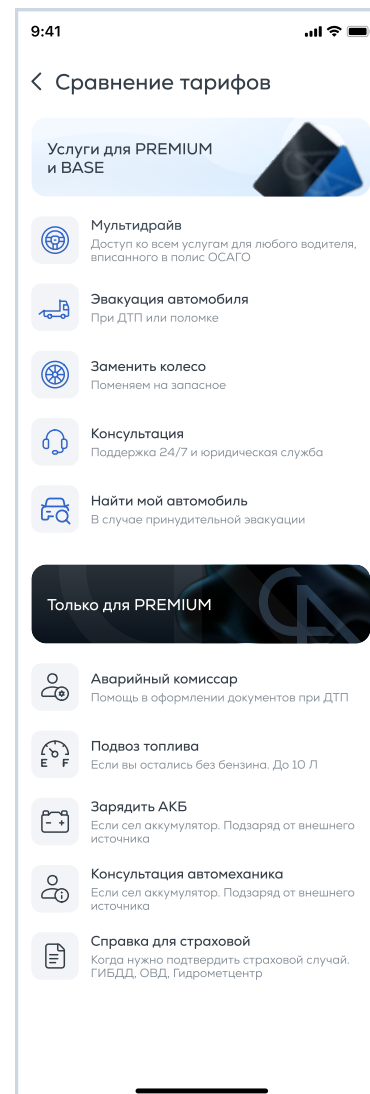 9:41
Сравнение тарифов
Услуги для PREMIUM
и BASE
Мультидрайв
Доступ ко всем услугам для любого водителя,
вписанного в полис ОСАГО
Эвакуация автомобиля
При ДТП или поломке
Заменить колесо
Поменяем на запасное
Консультация
Поддержка 24/7 и юридическая служба
Найти мой автомобиль
В случае принудительной эвакуации
Только для PREMIUM
Аварийный комиссар
Помощь в оформлении документов при ДТП
E F
Подвоз топлива
Если вы остались без бензина. До 10 Л
Зарядить АКБ
Если сел аккумулятор. Подзаряд от внешнего
источника
Консультация автомеханика
Если сел аккумулятор. Подзаряд от внешнего
источника
Справка для страховой
Когда нужно подтвердить страховой случай.
ГИБДД, ОВД, Гидрометцентр